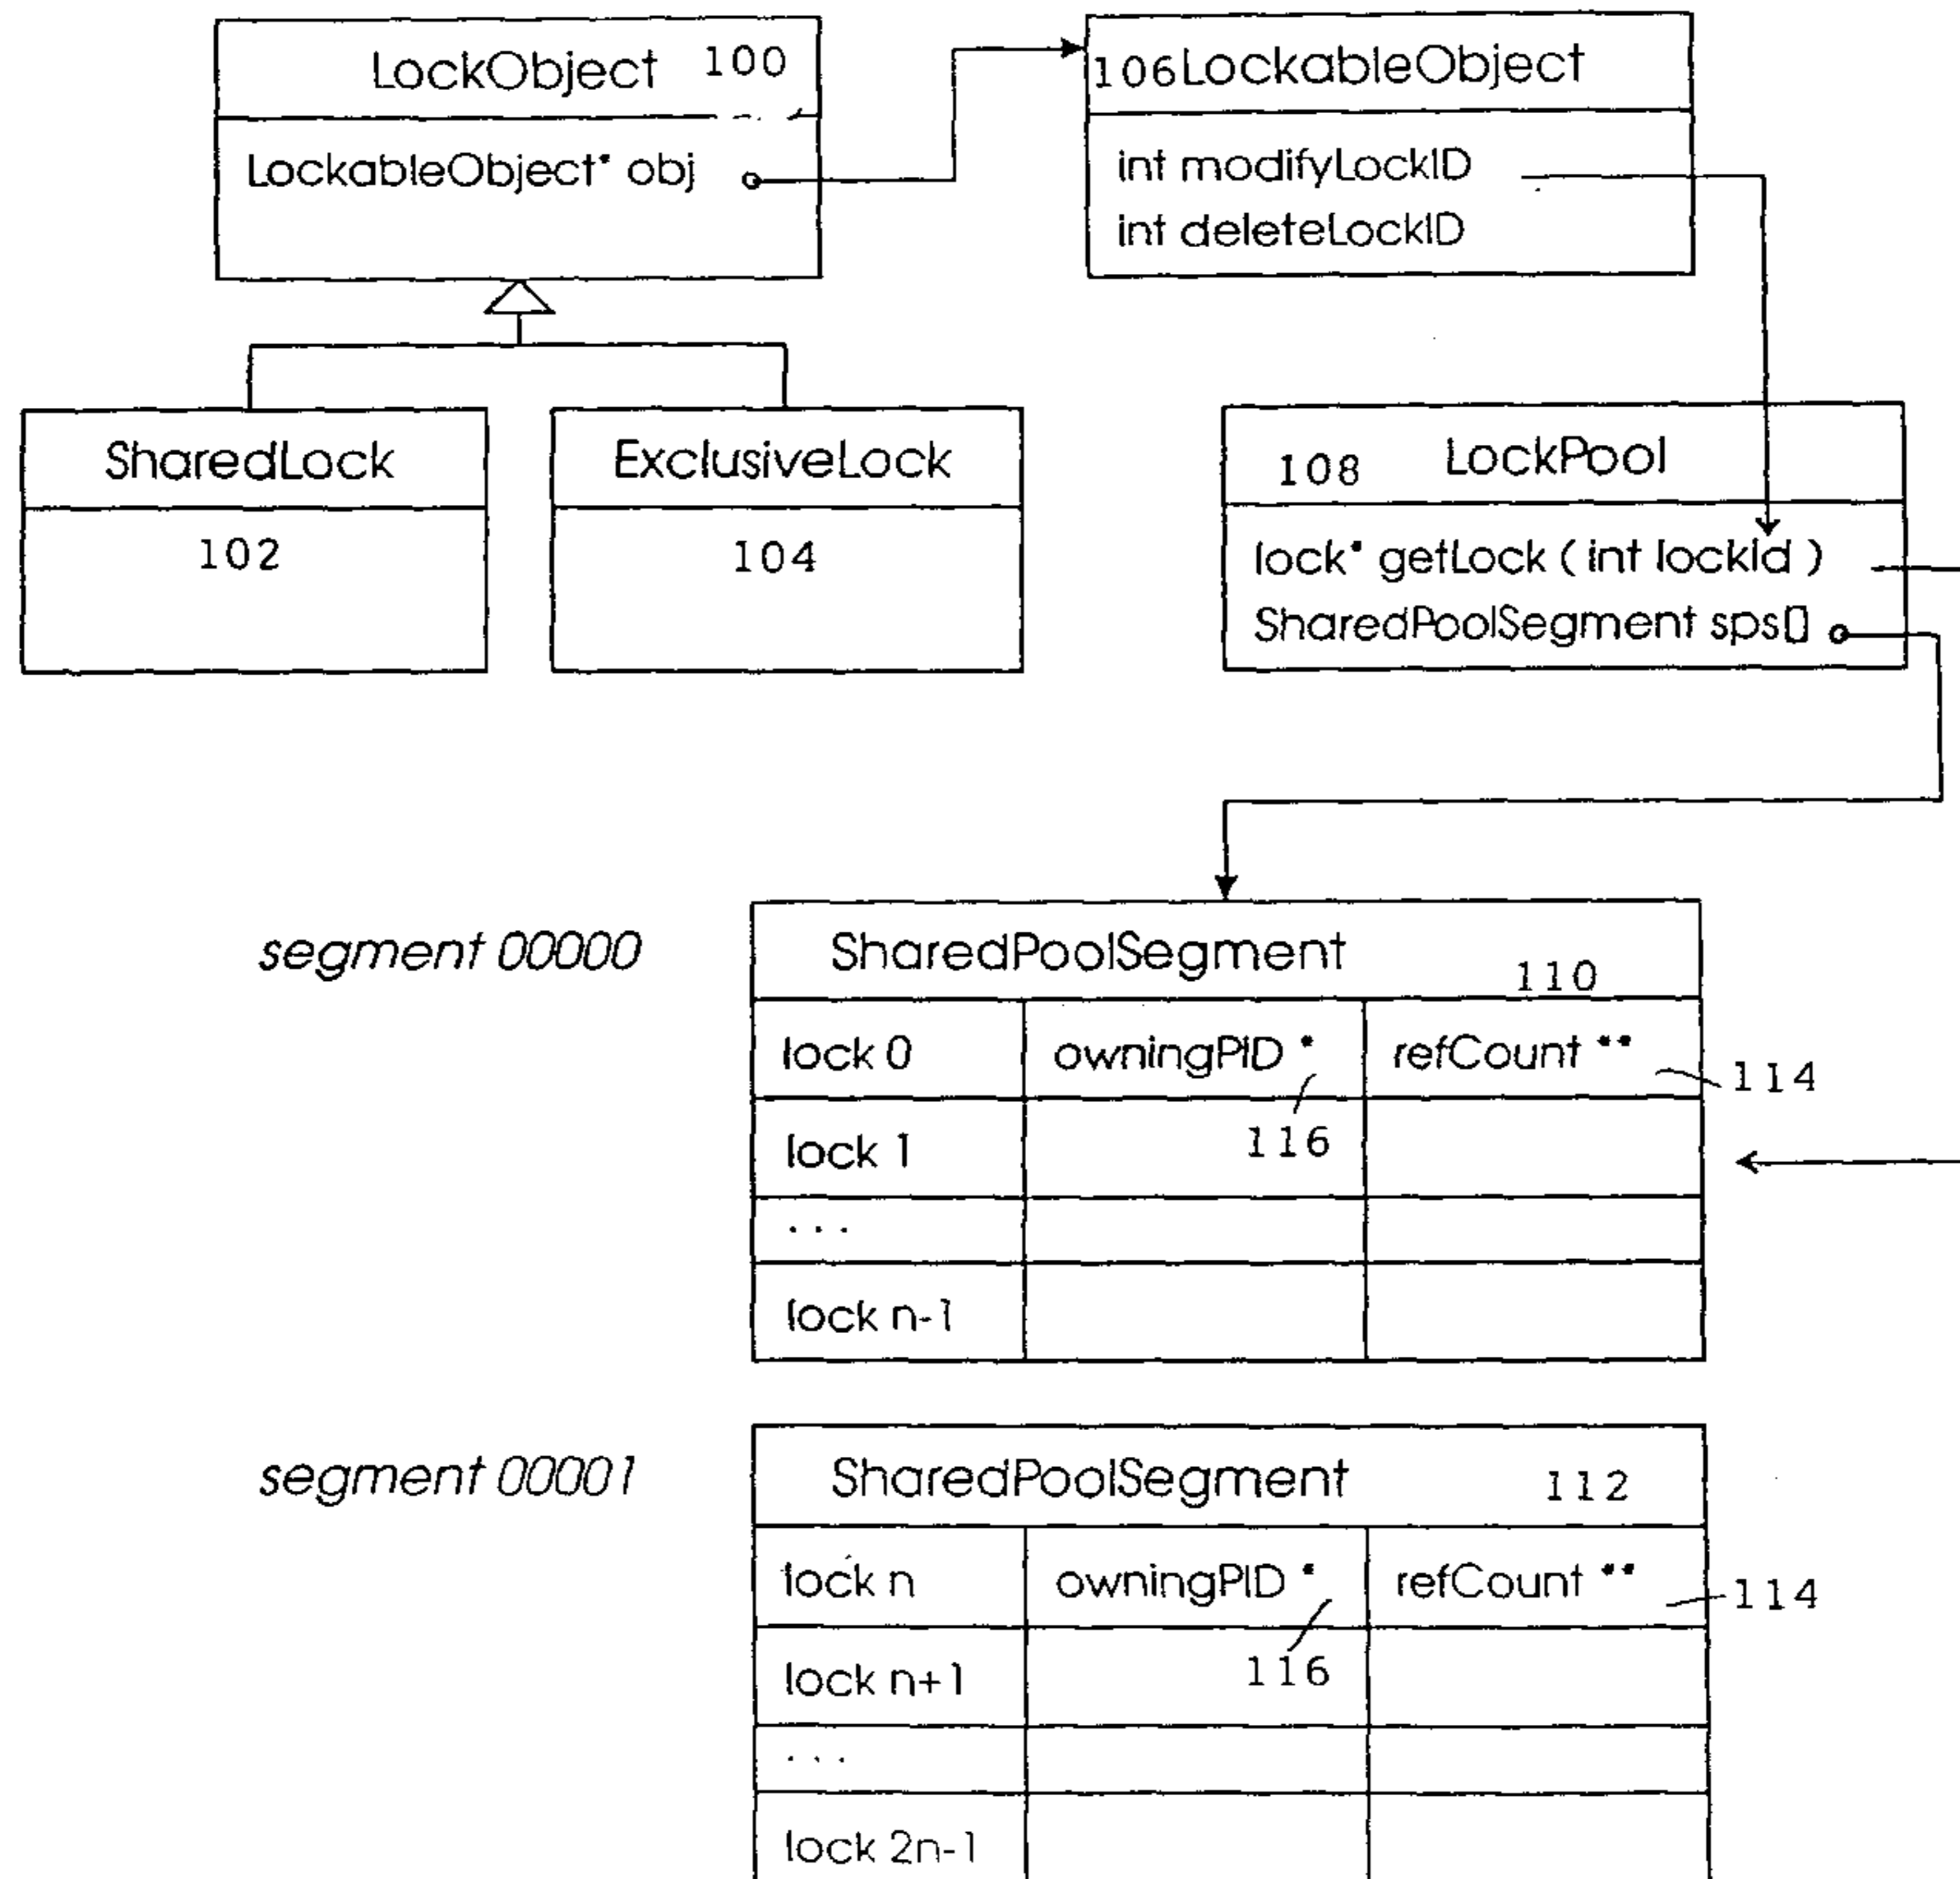 LockObject 100
LockableObject* obj
106 LockableObject
int modifyLockID
int deleteLockID
SharedLock
102
ExclusiveLock
104
108 LockPool
lock* getLock ( int lockId )
SharedPoolSegment sps[]
segment 00000
SharedPoolSegment 110
lock 0 owningPID * refCount **
114
lock 1
116
...
lock n-1
segment 00001
SharedPoolSegment 112
lock n owningPID * refCount **
114
lock n+1
116
...
lock 2n-1